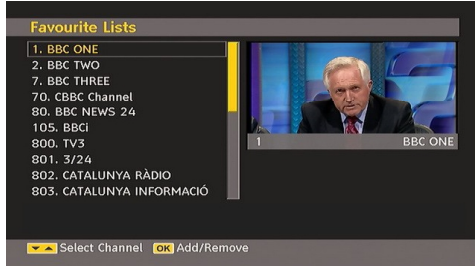 Favourite Lists
1. BBC ONE
2. BBC TWO
7. BBC THREE
70. CBBC Channel
80. BBC NEWS 24
105. BBCi
800. TV3
801. 3/24
802. CATALUNYA RÀDIO
803. CATALUNYA INFORMACIÓ
1 BBC ONE
Select Channel OK Add/Remove